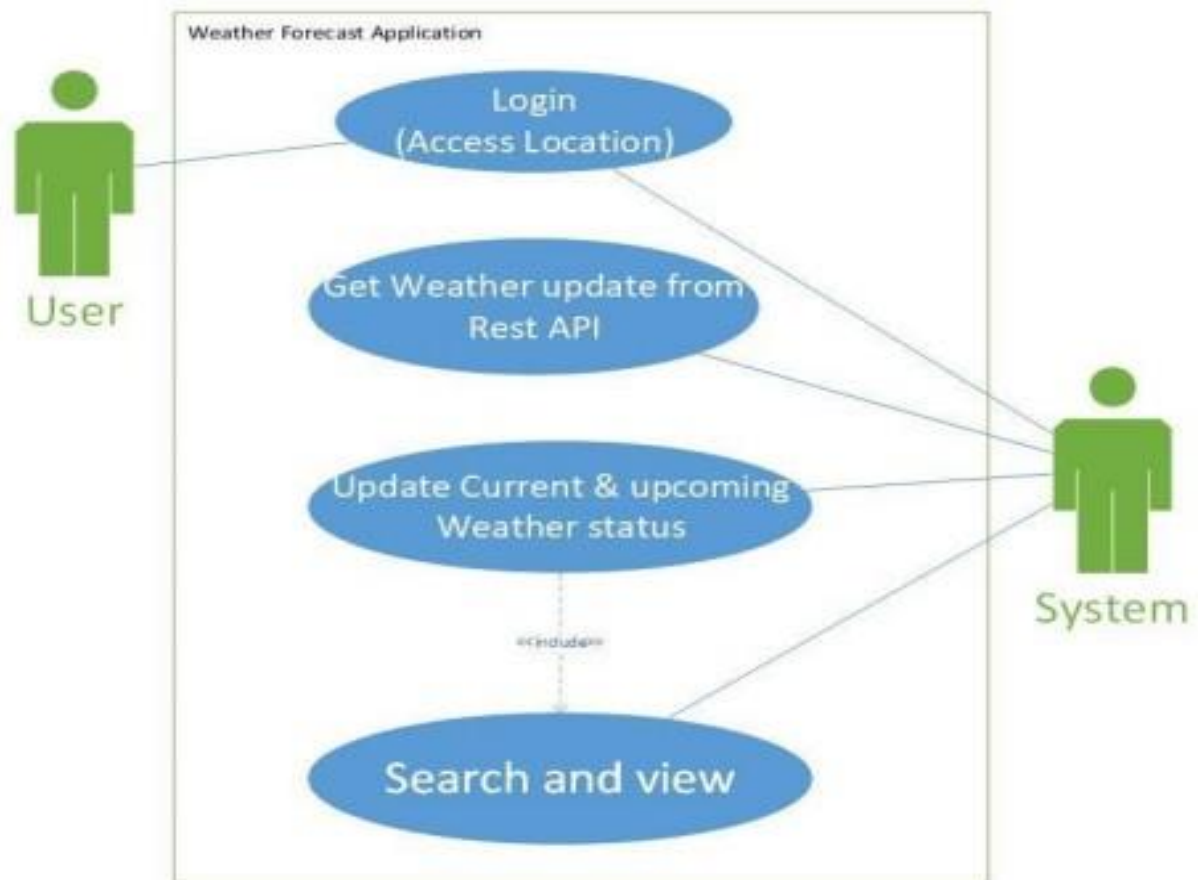 Weather Forecast Application
Login
(Access Location)
User
Get Weather update from
Rest API
Update Current & upcoming
Weather status
System
<<include>>
Search and view